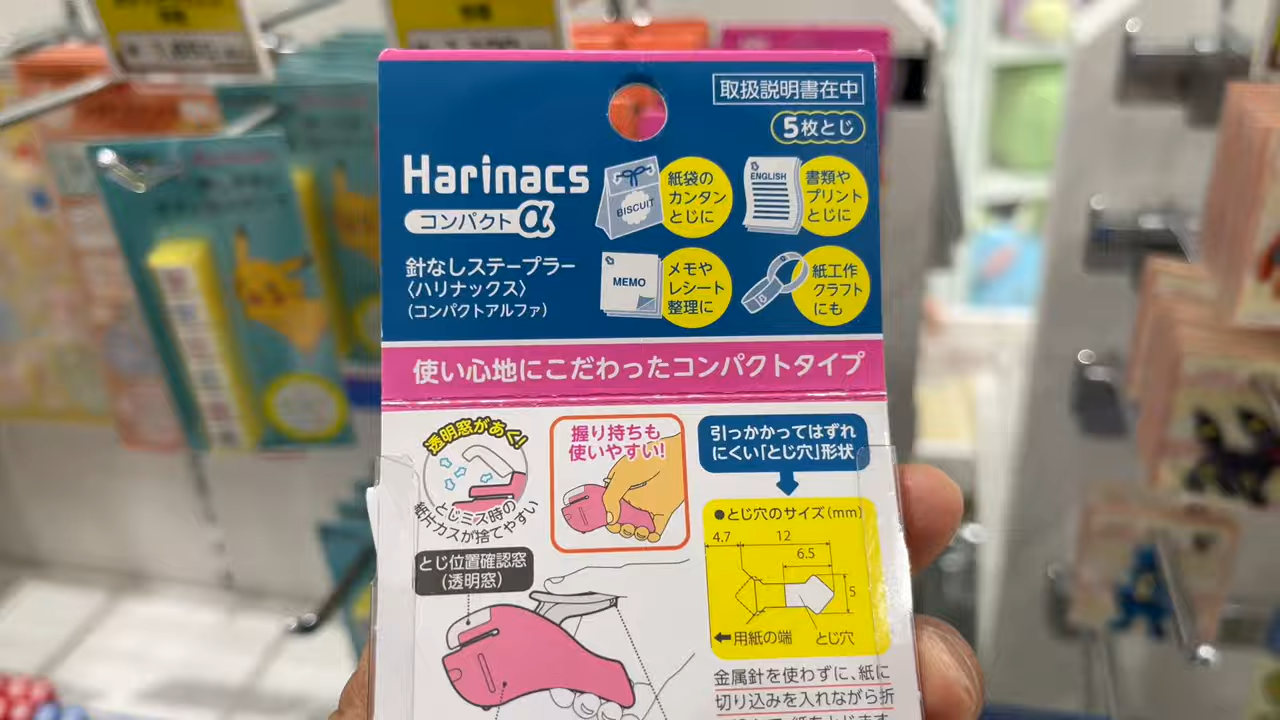 取扱説明書在中
5枚とじ
Harinacs
コンパクトα
針なしステープラー
〈ハリナックス〉
(コンパクトアルファ)
BISCUIT
紙袋の
カンタン
とじに
ENGLISH
書類や
プリント
とじに
MEMO
メモや
レシート
整理に
紙工作
クラフト
にも
使い心地にこだわったコンパクトタイプ
透明窓があく!
とじミス時の
紙片カスが捨てやすい
握り持ちも
使いやすい!
引っかかってはずれ
にくい「とじ穴」形状
とじ位置確認窓
(透明窓)
●とじ穴のサイズ(mm)
4.7
12
6.5
5
←用紙の端
とじ穴
金属針を使わずに、紙に
切り込みを入れながら折